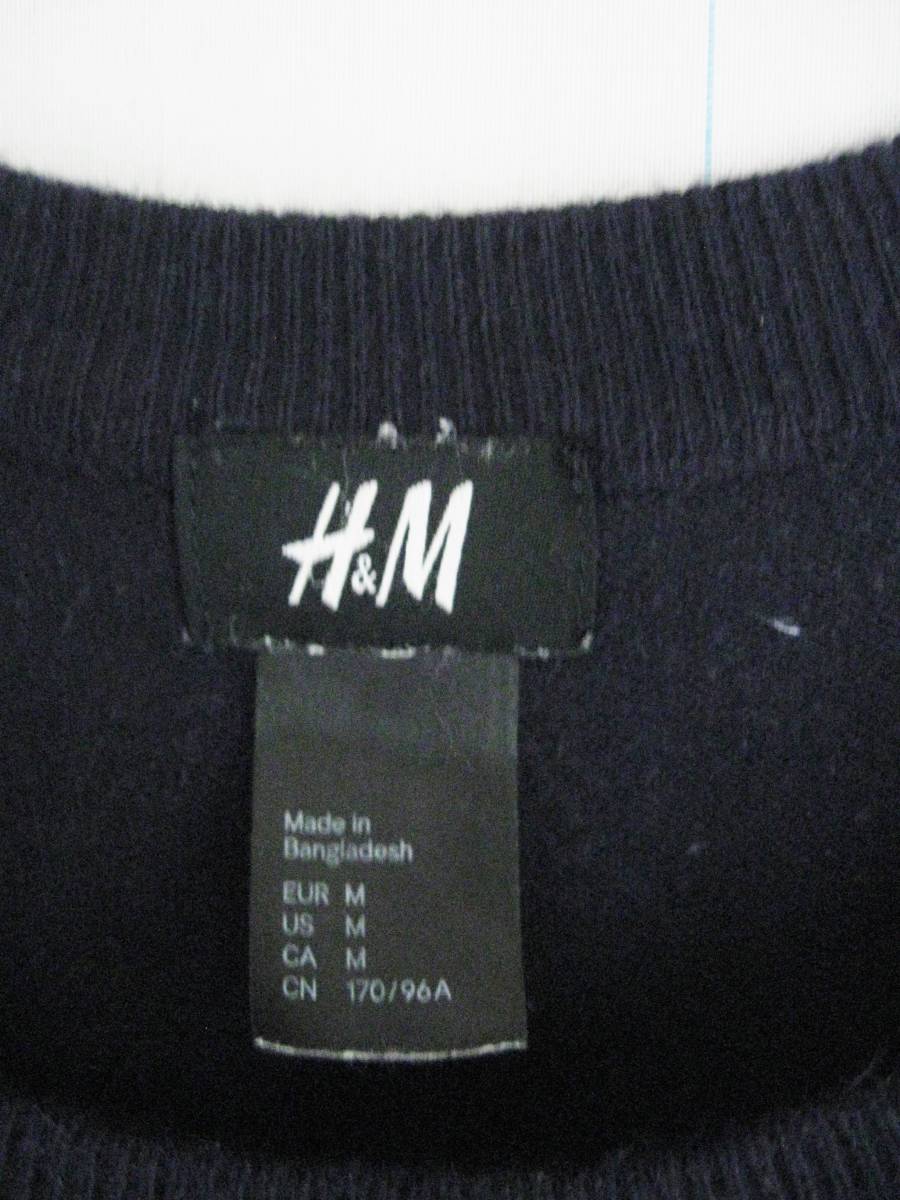 H&M
Made in
Bangladesh
EUR M
US M
CA M
CN 170/96A